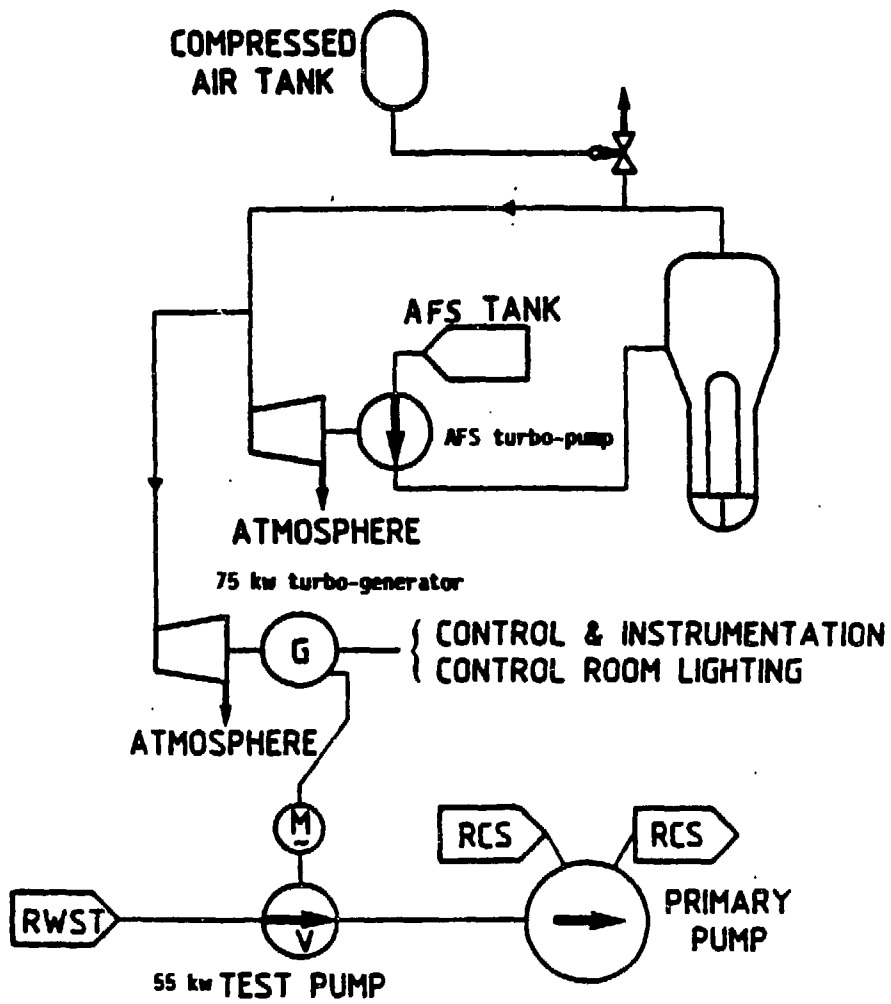 COMPRESSED
AIR TANK
AFS TANK
AFS turbo-pump
ATMOSPHERE
75 kw turbo-generator
G
CONTROL & INSTRUMENTATION
CONTROL ROOM LIGHTING
ATMOSPHERE
M
~
RCS
RCS
RWST
V
PRIMARY
PUMP
55 kw TEST PUMP